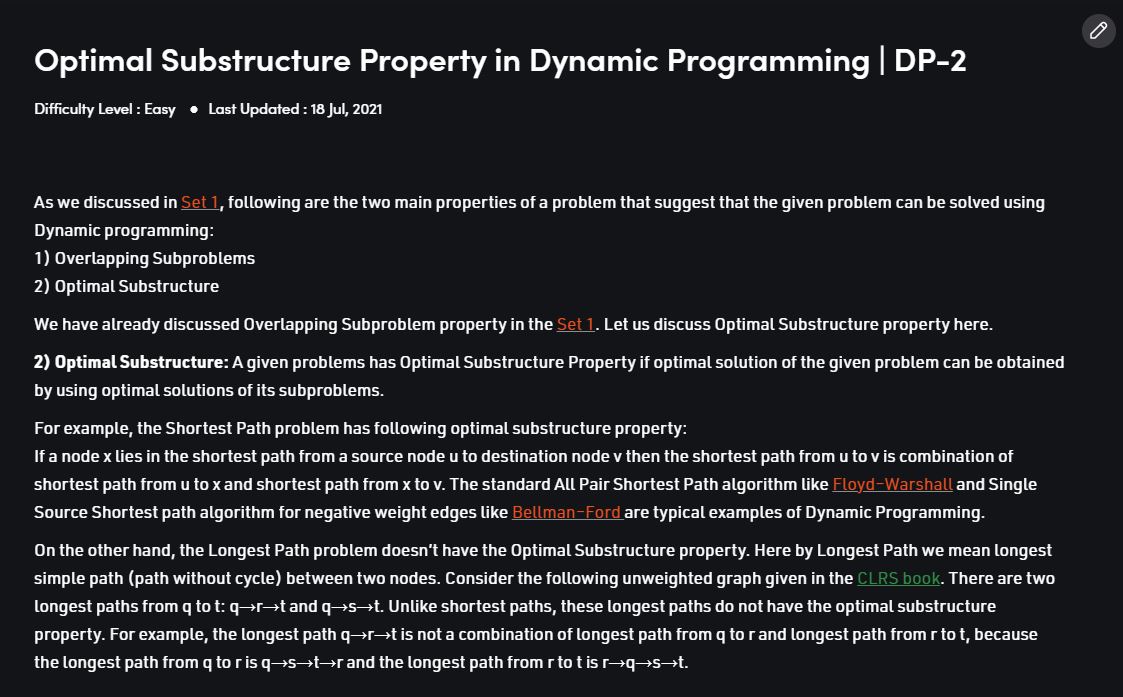 Optimal Substructure Property in Dynamic Programming | DP-2
Difficulty Level : Easy ● Last Updated : 18 Jul, 2021
As we discussed in Set 1, following are the two main properties of a problem that suggest that the given problem can be solved using
Dynamic programming:
1) Overlapping Subproblems
2) Optimal Substructure
We have already discussed Overlapping Subproblem property in the Set 1. Let us discuss Optimal Substructure property here.
2) Optimal Substructure: A given problems has Optimal Substructure Property if optimal solution of the given problem can be obtained
by using optimal solutions of its subproblems.
For example, the Shortest Path problem has following optimal substructure property:
If a node x lies in the shortest path from a source node u to destination node v then the shortest path from u to v is combination of
shortest path from u to x and shortest path from x to v. The standard All Pair Shortest Path algorithm like Floyd–Warshall and Single
Source Shortest path algorithm for negative weight edges like Bellman–Ford are typical examples of Dynamic Programming.
On the other hand, the Longest Path problem doesn't have the Optimal Substructure property. Here by Longest Path we mean longest
simple path (path without cycle) between two nodes. Consider the following unweighted graph given in the CLRS book. There are two
longest paths from q to t: q→r→t and q→s→t. Unlike shortest paths, these longest paths do not have the optimal substructure
property. For example, the longest path q→r→t is not a combination of longest path from q to r and longest path from r to t, because
the longest path from q to r is q→s→t→r and the longest path from r to t is r→q→s→t.